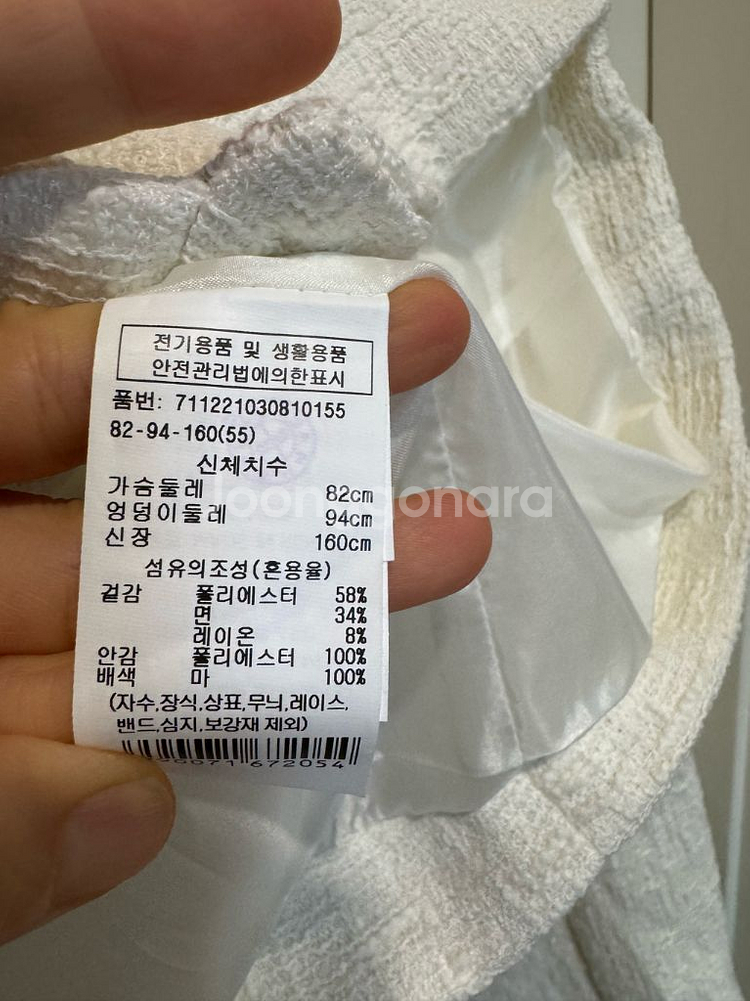 전기용품 및 생활용품
안전관리법에의한표시
품번: 711221030810155
82-94-160(55)
신체치수
가슴둘레 82cm
엉덩이둘레 94cm
신장 160cm
섬유의조성(혼용율)
겉감 폴리에스터 58%
면 34%
레이온 8%
안감 폴리에스터 100%
배색 마 100%
(자수,장식,상표,무늬,레이스,
밴드,심지,보강재 제외)
672054
joongonara